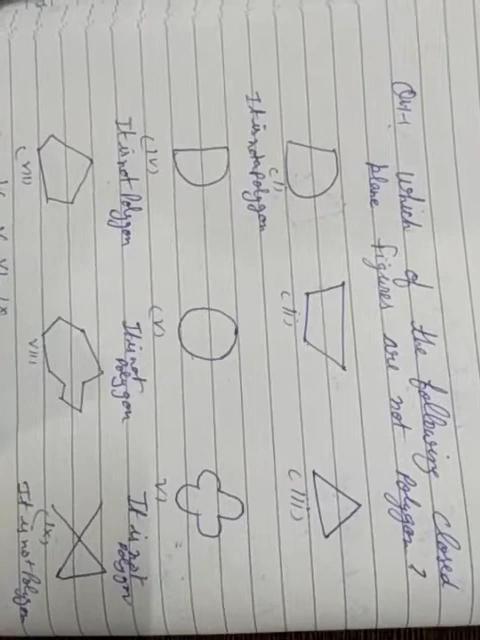 Qu-1 Which of the following closed
plane figures are not Polygon?
(i) (ii) (iii)
It is not polygon
(iv) (v) vi
It is not Polygon It is not polygon It is not polygon
(vii) viii (ix)
It is not Polygon